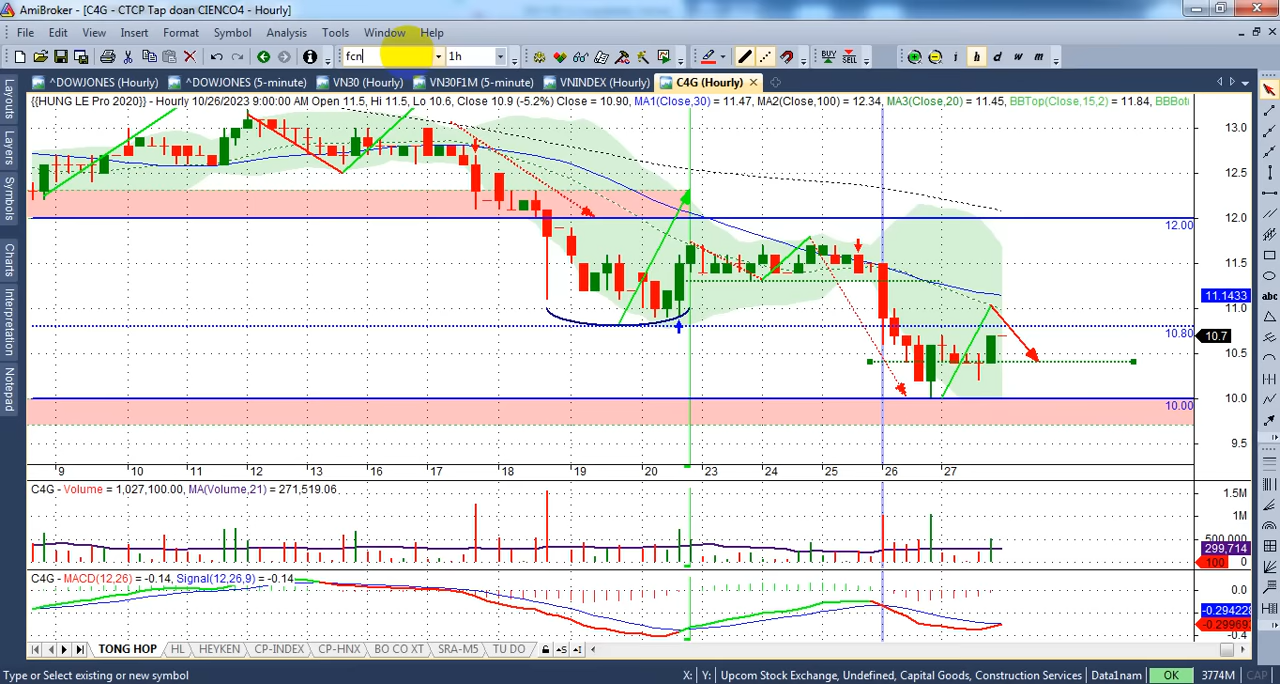 AmiBroker - [C4G - CTCP Tap doan CIENCO4 - Hourly]
File Edit View Insert Format Symbol Analysis Tools Window Help
fcn 1h BUY SELL i h d w m
^DOWJONES (Hourly) ^DOWJONES (5-minute) VN30 (Hourly) VN30F1M (5-minute) VNINDEX (Hourly) C4G (Hourly)
Layouts
Layers
Symbols
Charts
Interpretation
Notepad
{{HUNG LE Pro 2020}} - Hourly 10/26/2023 9:00:00 AM Open 11.5, Hi 11.5, Lo 10.6, Close 10.9 (-5.2%) Close = 10.90, MA1(Close,30) = 11.47, MA2(Close,100) = 12.34, MA3(Close,20) = 11.45, BBTop(Close,15,2) = 11.84, BBBot
13.0
12.5
12.0
12.00
11.5
11.1433
11.0
10.80
10.7
10.5
10.0
10.00
9.5
9 10 11 12 13 16 17 18 19 20 23 24 25 26 27
C4G - Volume = 1,027,100.00, MA(Volume,21) = 271,519.06
1.5M
1M
500,000
299,714
100 0
C4G - MACD(12,26) = -0.14, Signal(12,26,9) = -0.14
0.0
-0.294228
-0.29969
-0.4
abc
TONG HOP HL HEYKEN CP-INDEX CP-HNX BO CO XT SRA-M5 TU DO
Type or Select existing or new symbol X: Y: Upcom Stock Exchange, Undefined, Capital Goods, Construction Services Data1nam OK 3774M CAP